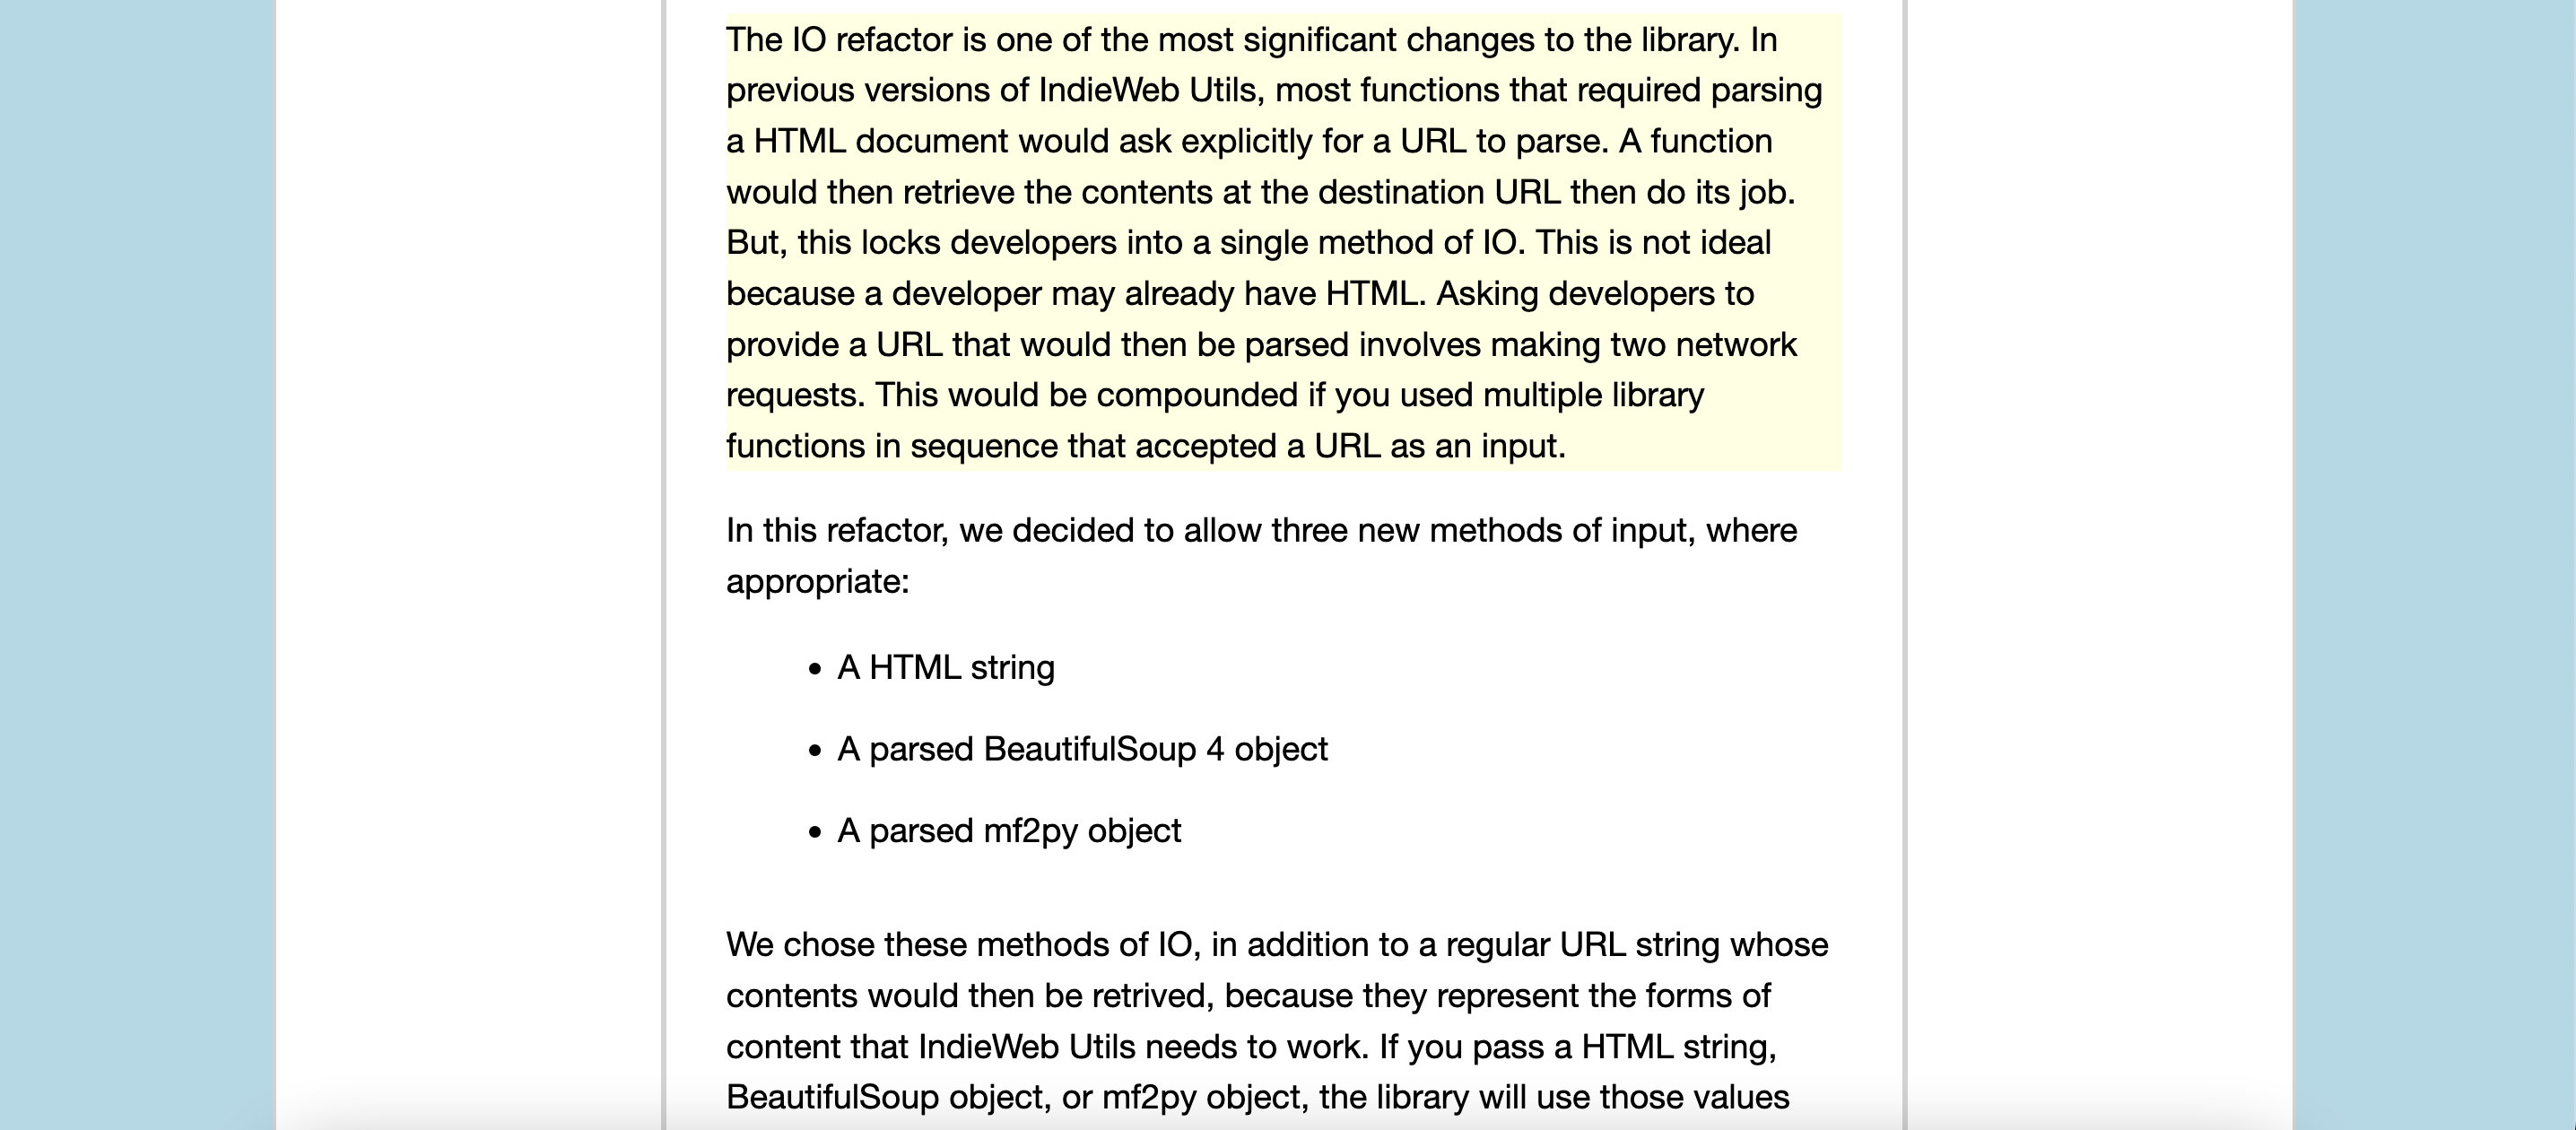 The IO refactor is one of the most significant changes to the library. In
previous versions of IndieWeb Utils, most functions that required parsing
a HTML document would ask explicitly for a URL to parse. A function
would then retrieve the contents at the destination URL then do its job.
But, this locks developers into a single method of IO. This is not ideal
because a developer may already have HTML. Asking developers to
provide a URL that would then be parsed involves making two network
requests. This would be compounded if you used multiple library
functions in sequence that accepted a URL as an input.
In this refactor, we decided to allow three new methods of input, where
appropriate:
• A HTML string
• A parsed BeautifulSoup 4 object
• A parsed mf2py object
We chose these methods of IO, in addition to a regular URL string whose
contents would then be retrived, because they represent the forms of
content that IndieWeb Utils needs to work. If you pass a HTML string,
BeautifulSoup object, or mf2py object, the library will use those values